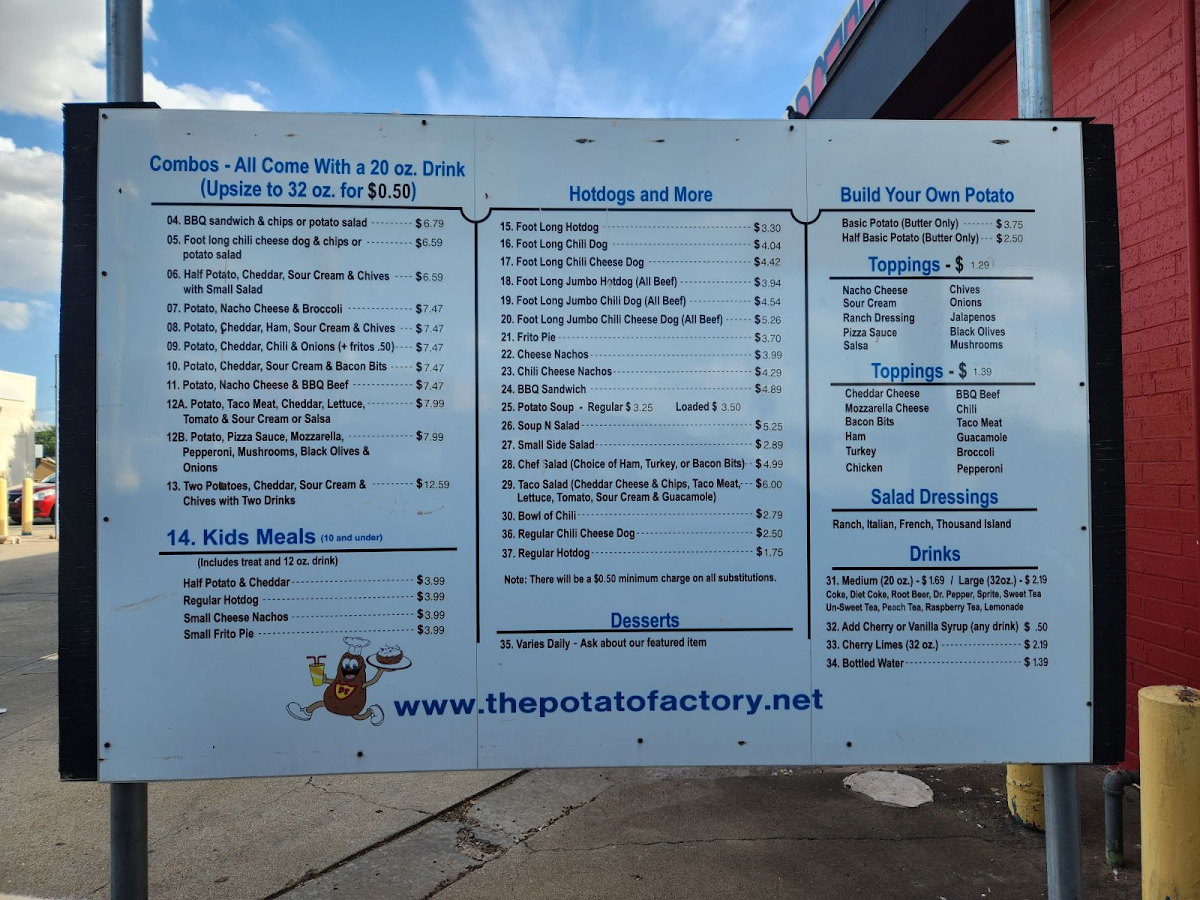 Combos - All Come With a 20 oz. Drink
(Upsize to 32 oz. for $0.50)
04. BBQ sandwich & chips or potato salad $6.79
05. Foot long chili cheese dog & chips or $6.59
potato salad
06. Half Potato, Cheddar, Sour Cream & Chives $6.59
with Small Salad
07. Potato, Nacho Cheese & Broccoli $7.47
08. Potato, Cheddar, Ham, Sour Cream & Chives $7.47
09. Potato, Cheddar, Chili & Onions (+ fritos .50) $7.47
10. Potato, Cheddar, Sour Cream & Bacon Bits $7.47
11. Potato, Nacho Cheese & BBQ Beef $7.47
12A. Potato, Taco Meat, Cheddar, Lettuce, $7.99
Tomato & Sour Cream or Salsa
12B. Potato, Pizza Sauce, Mozzarella, $7.99
Pepperoni, Mushrooms, Black Olives &
Onions
13. Two Potatoes, Cheddar, Sour Cream & $12.59
Chives with Two Drinks
14. Kids Meals (10 and under)
(Includes treat and 12 oz. drink)
Half Potato & Cheddar $3.99
Regular Hotdog $3.99
Small Cheese Nachos $3.99
Small Frito Pie $3.99
Hotdogs and More
15. Foot Long Hotdog $3.30
16. Foot Long Chili Dog $4.04
17. Foot Long Chili Cheese Dog $4.42
18. Foot Long Jumbo Hotdog (All Beef) $3.94
19. Foot Long Jumbo Chili Dog (All Beef) $4.54
20. Foot Long Jumbo Chili Cheese Dog (All Beef) $5.26
21. Frito Pie $3.70
22. Cheese Nachos $3.99
23. Chili Cheese Nachos $4.29
24. BBQ Sandwich $4.89
25. Potato Soup - Regular $3.25 Loaded $3.50
26. Soup N Salad $5.25
27. Small Side Salad $2.89
28. Chef Salad (Choice of Ham, Turkey, or Bacon Bits) $4.99
29. Taco Salad (Cheddar Cheese & Chips, Taco Meat, $6.00
Lettuce, Tomato, Sour Cream & Guacamole)
30. Bowl of Chili $2.79
36. Regular Chili Cheese Dog $2.50
37. Regular Hotdog $1.75
Note: There will be a $0.50 minimum charge on all substitutions.
Desserts
35. Varies Daily - Ask about our featured item
Build Your Own Potato
Basic Potato (Butter Only) $3.75
Half Basic Potato (Butter Only) $2.50
Toppings - $ 1.29
Nacho Cheese Chives
Sour Cream Onions
Ranch Dressing Jalapenos
Pizza Sauce Black Olives
Salsa Mushrooms
Toppings - $ 1.39
Cheddar Cheese BBQ Beef
Mozzarella Cheese Chili
Bacon Bits Taco Meat
Ham Guacamole
Turkey Broccoli
Chicken Pepperoni
Salad Dressings
Ranch, Italian, French, Thousand Island
Drinks
31. Medium (20 oz.) - $1.69 / Large (32oz.) - $2.19
Coke, Diet Coke, Root Beer, Dr. Pepper, Sprite, Sweet Tea
Un-Sweet Tea, Peach Tea, Raspberry Tea, Lemonade
32. Add Cherry or Vanilla Syrup (any drink) $ .50
33. Cherry Limes (32 oz.) $2.19
34. Bottled Water $1.39
PF
www.thepotatofactory.net